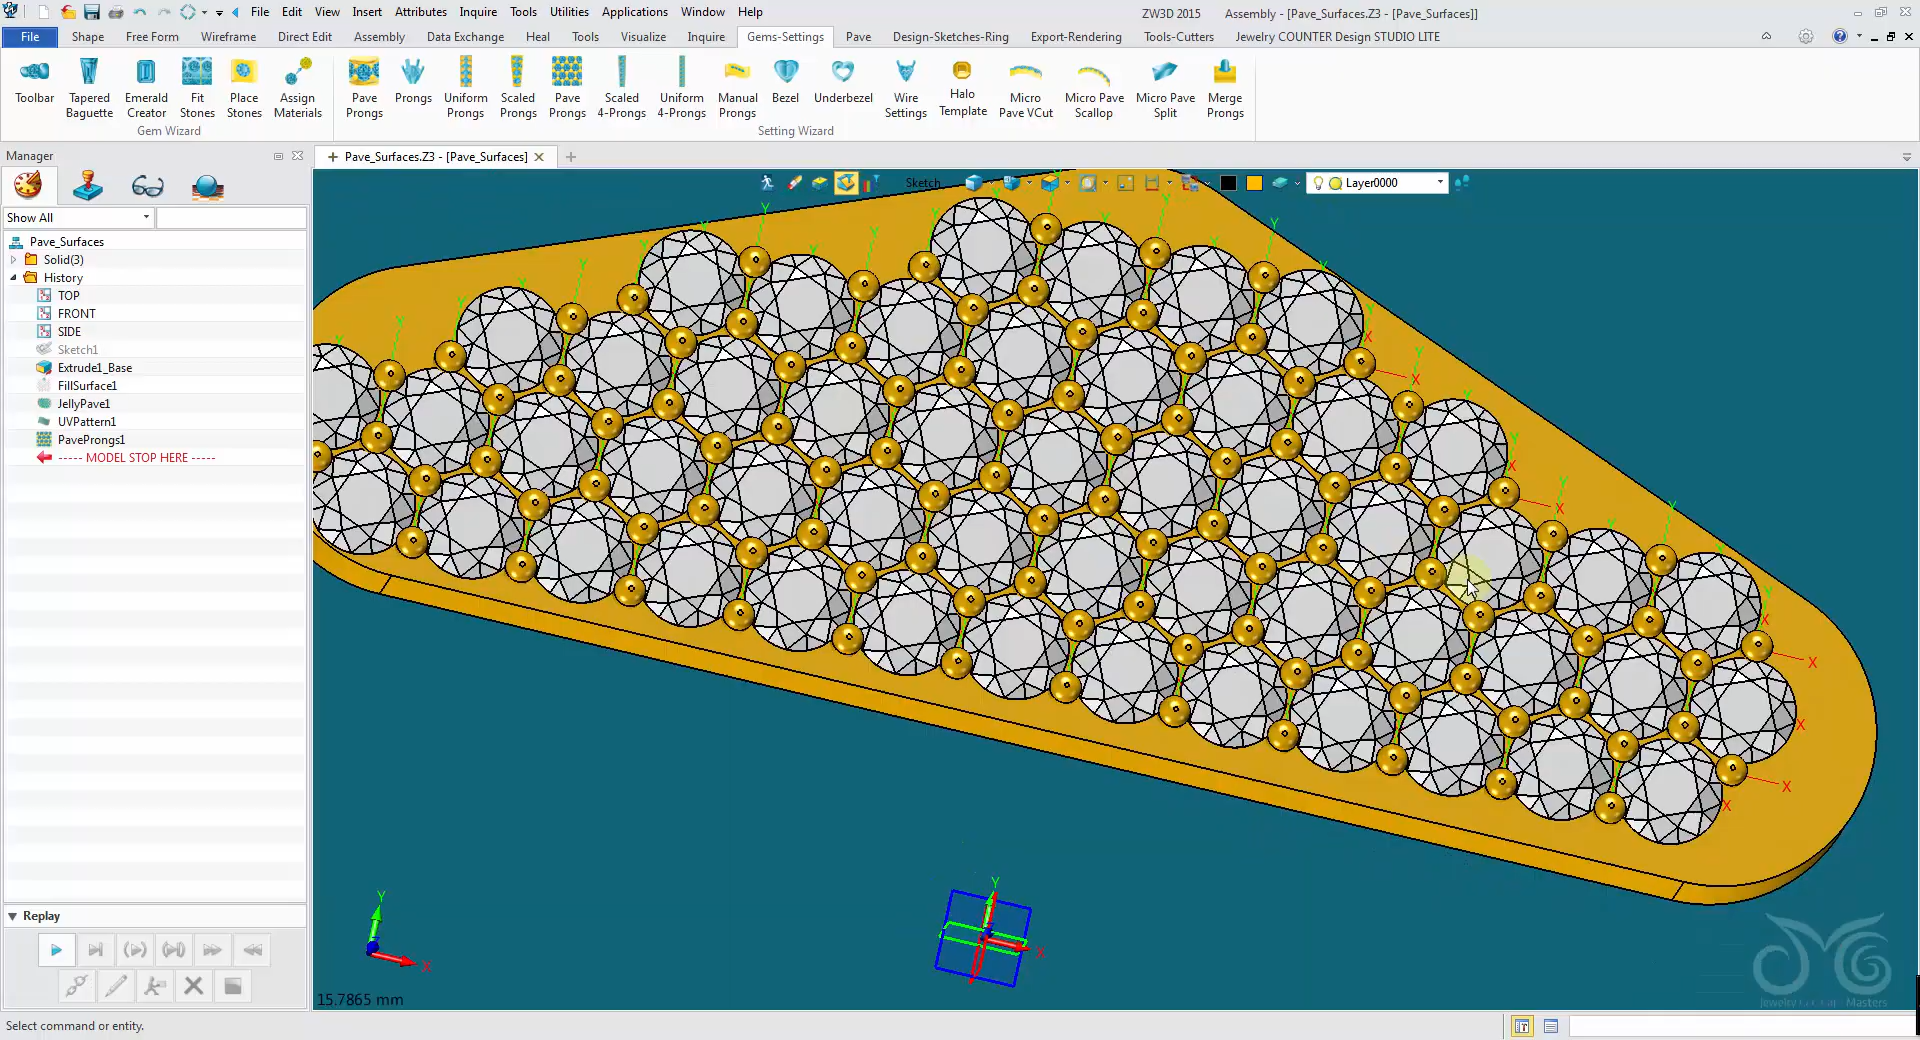 File Edit View Insert Attributes Inquire Tools Utilities Applications Window Help
ZW3D 2015 Assembly - [Pave_Surfaces.Z3 - [Pave_Surfaces]]
File Shape Free Form Wireframe Direct Edit Assembly Data Exchange Heal Tools Visualize Inquire Gems-Settings Pave Design-Sketches-Ring Export-Rendering Tools-Cutters Jewelry COUNTER Design STUDIO LITE
Toolbar
Tapered
Baguette
Emerald
Creator
Fit
Stones
Place
Stones
Assign
Materials
Pave
Prongs
Prongs
Uniform
Prongs
Scaled
Prongs
Pave
Prongs
Scaled
4-Prongs
Uniform
4-Prongs
Manual
Prongs
Bezel
Underbezel
Wire
Settings
Halo
Template
Micro
Pave VCut
Micro Pave
Scallop
Micro Pave
Split
Merge
Prongs
Gem Wizard
Setting Wizard
Manager
Pave_Surfaces.Z3 - [Pave_Surfaces]
Sketch
Layer0000
Show All
Pave_Surfaces
Solid(3)
History
TOP
FRONT
SIDE
Sketch1
Extrude1_Base
FillSurface1
JellyPave1
UVPattern1
PaveProngs1
----- MODEL STOP HERE -----
Replay
Y
X
Y
X
15.7865 mm
Select command or entity.